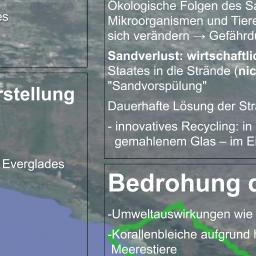 es
rstellung
Everglades
Ökologische Folgen des Sa
Mikroorganismen und Tiere
sich verändern → Gefährdu
Sandverlust: wirtschaftlic
Staates in die Strände (nic
"Sandvorspülung"
Dauerhafte Lösung der Stra
- innovatives Recycling: in
gemahlenem Glas – im E
Bedrohung d
-Umweltauswirkungen wie
-Korallenbleiche aufgrund h
Meerestiere